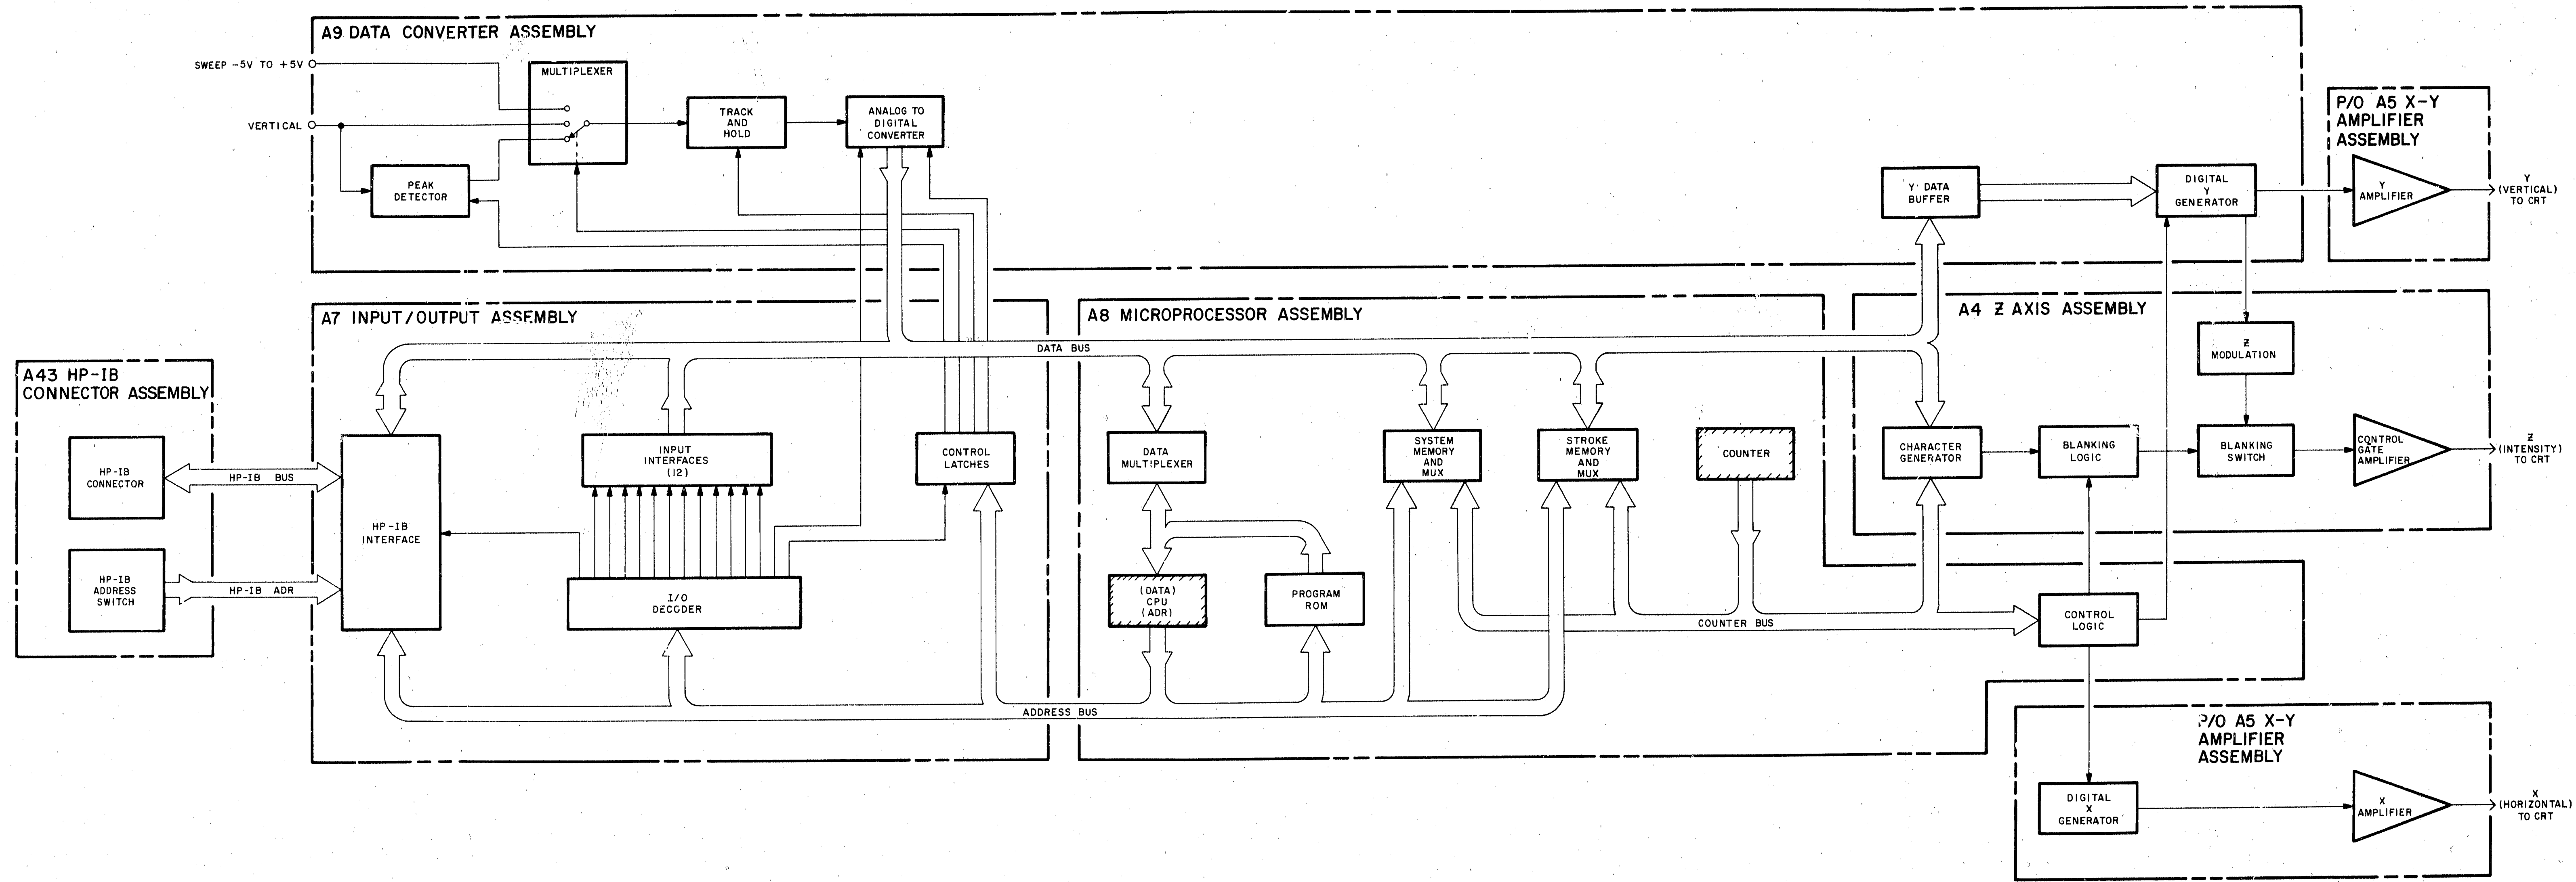 A9 DATA CONVERTER ASSEMBLY
SWEEP -5V TO +5V
MULTIPLEXER
VERTICAL
TRACK
AND
HOLD
ANALOG TO
DIGITAL
CONVERTER
PEAK
DETECTOR
Y DATA
BUFFER
DIGITAL
Y
GENERATOR
P/O A5 X-Y
AMPLIFIER
ASSEMBLY
Y
AMPLIFIER
Y
(VERTICAL)
TO CRT
A7 INPUT/OUTPUT ASSEMBLY
A8 MICROPROCESSOR ASSEMBLY
A4 Z AXIS ASSEMBLY
DATA BUS
Z
MODULATION
A43 HP-IB
CONNECTOR ASSEMBLY
HP-IB
CONNECTOR
HP-IB BUS
HP-IB
ADDRESS
SWITCH
HP-IB ADR
HP-IB
INTERFACE
INPUT
INTERFACES
(12)
CONTROL
LATCHES
I/O
DECODER
DATA
MULTIPLEXER
SYSTEM
MEMORY
AND
MUX
STROKE
MEMORY
AND
MUX
COUNTER
(DATA)
CPU
(ADR)
PROGRAM
ROM
COUNTER BUS
ADDRESS BUS
CHARACTER
GENERATOR
BLANKING
LOGIC
BLANKING
SWITCH
CONTROL
GATE
AMPLIFIER
Z
(INTENSITY)
TO CRT
CONTROL
LOGIC
P/O A5 X-Y
AMPLIFIER
ASSEMBLY
DIGITAL
X
GENERATOR
X
AMPLIFIER
X
(HORIZONTAL)
TO CRT